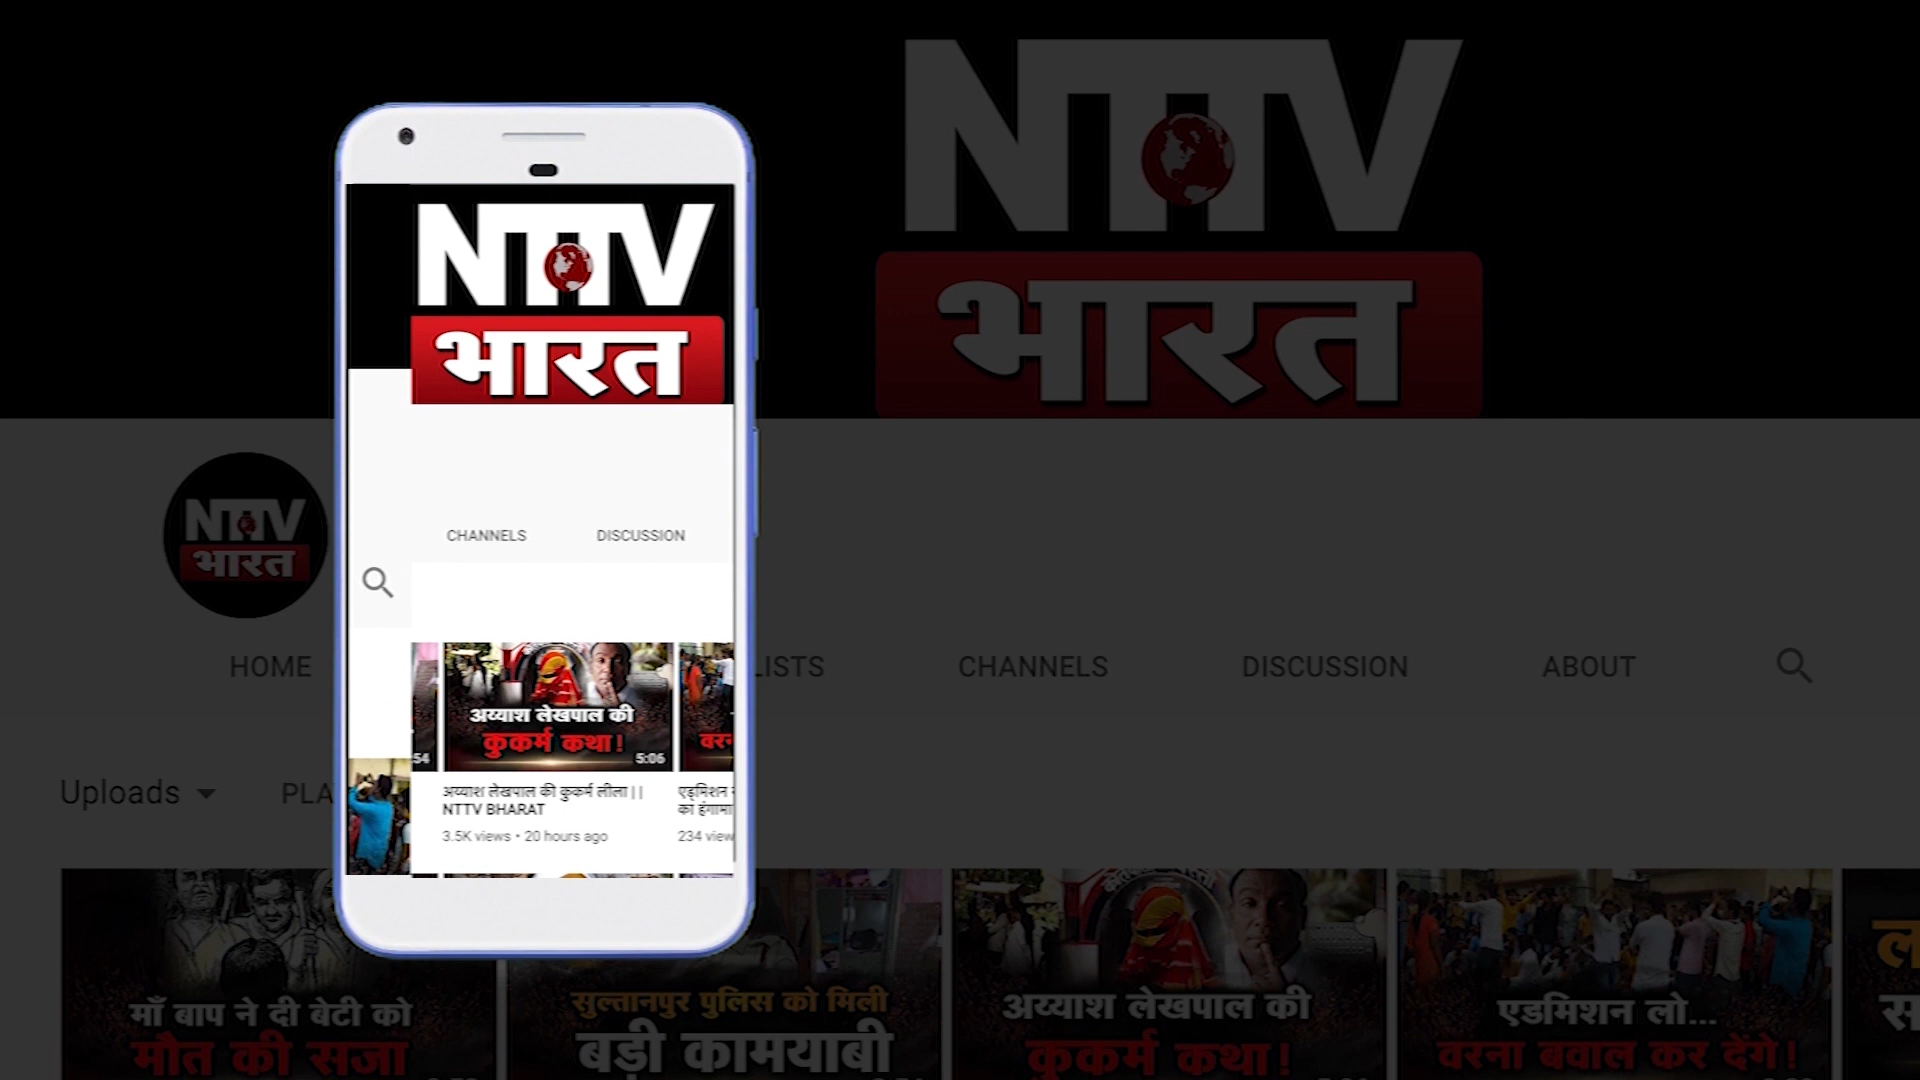 NTTV
भारत
NTTV
भारत
NTTV
भारत
CHANNELS
DISCUSSION
HOME
LISTS
CHANNELS
DISCUSSION
ABOUT
अय्याश लेखपाल की
कुकर्म कथा!
5:06
54
वरन
अय्याश लेखपाल की कुकर्म लीला||
NTTV BHARAT
3.5K views • 20 hours ago
एडमिशन
का हंगामा
234 view
Uploads
PLA
माँ बाप ने दी बेटी को
मौत की सजा
सुल्तानपुर पुलिस को मिली
बड़ी कामयाबी
अय्याश लेखपाल की
कुकर्म कथा!
एडमिशन लो...
वरना बवाल कर देंगे!
ल
स